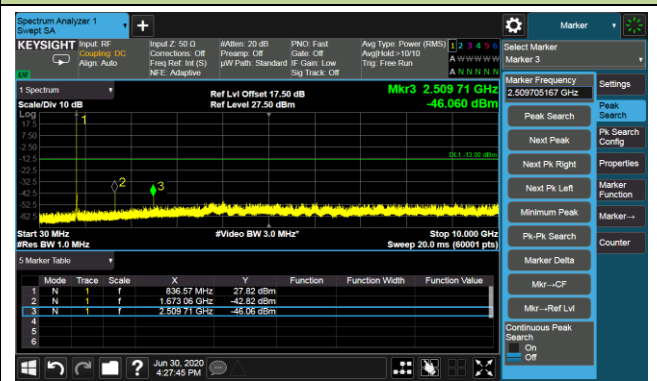 Spectrum Analyzer 1
Swept SA
+
Marker
KEYSIGHT
Input: RF
Coupling: DC
Align: Auto
Input Z: 50 Ω
Corrections: Off
Freq Ref: Int (S)
NFE: Adaptive
#Atten: 20 dB
Preamp: Off
µW Path: Standard
PNO: Fast
Gate: Off
IF Gain: Low
Sig Track: Off
Avg Type: Power (RMS)
Avg|Hold:>10/10
Trig: Free Run
1 2 3 4 5 6
A W W W W W
A N N N N N
Select Marker
Marker 3
1 Spectrum
Scale/Div 10 dB
Ref Lvl Offset 17.50 dB
Ref Level 27.50 dBm
Mkr3 2.509 71 GHz
-46.060 dBm
Log
17.5
7.50
-2.50
-12.5
-22.5
-32.5
-42.5
-52.5
-62.5
1
2
3
DL1 -13.00 dBm
Start 30 MHz
#Res BW 1.0 MHz
#Video BW 3.0 MHz*
Stop 10.000 GHz
Sweep 20.0 ms (60001 pts)
Marker Frequency
2.509705167 GHz
Peak Search
Next Peak
Next Pk Right
Next Pk Left
Minimum Peak
Pk-Pk Search
Marker Delta
Mkr→CF
Mkr→Ref Lvl
Continuous Peak
Search
On
Off
Settings
Peak
Search
Pk Search
Config
Properties
Marker
Function
Marker→
Counter
5 Marker Table
Mode Trace Scale X Y Function Function Width Function Value
1 N 1 f 836.57 MHz 27.82 dBm
2 N 1 f 1.673 06 GHz -42.82 dBm
3 N 1 f 2.509 71 GHz -46.06 dBm
4
5
6
?
Jun 30, 2020
4:27:45 PM